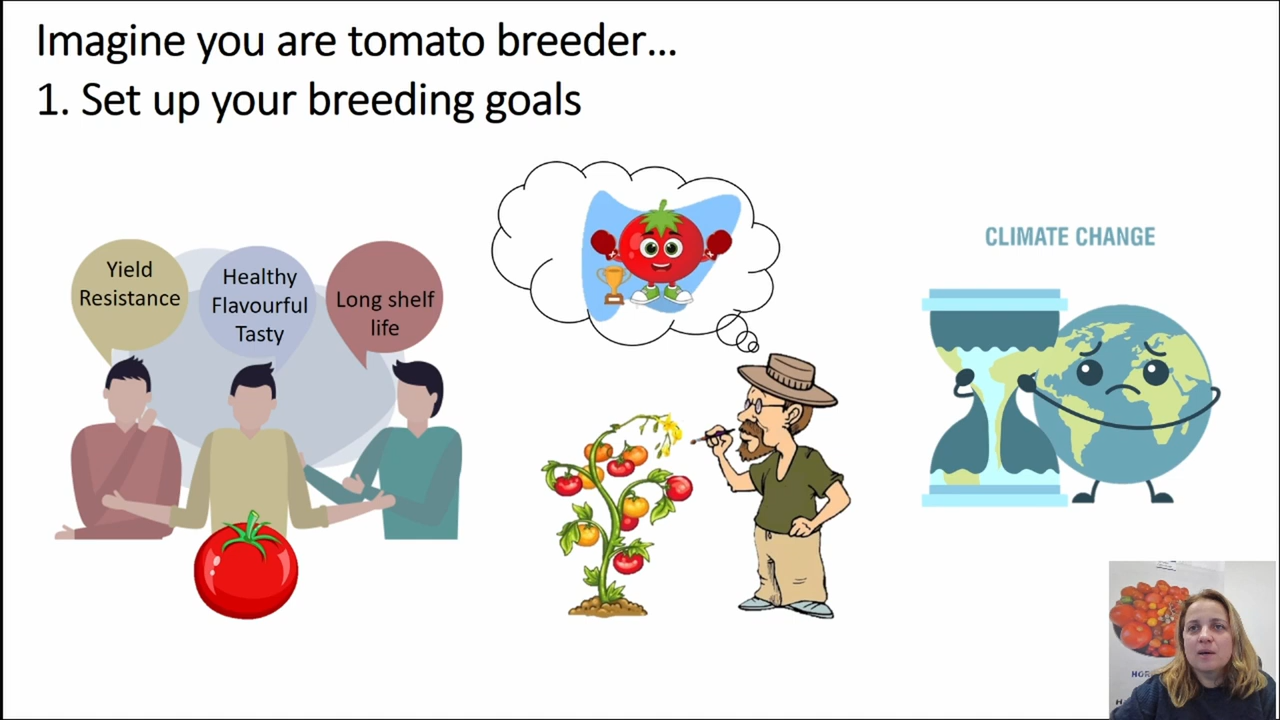 Imagine you are tomato breeder...
1. Set up your breeding goals
Yield
Resistance
Healthy
Flavourful
Tasty
Long shelf
life
CLIMATE CHANGE